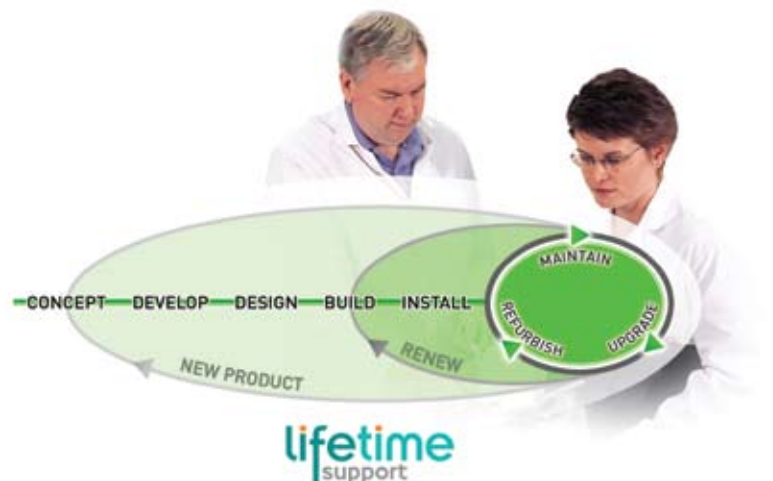 MAINTAIN
CONCEPT DEVELOP DESIGN BUILD INSTALL
REFURBISH
UPGRADE
RENEW
NEW PRODUCT
lifetime
support